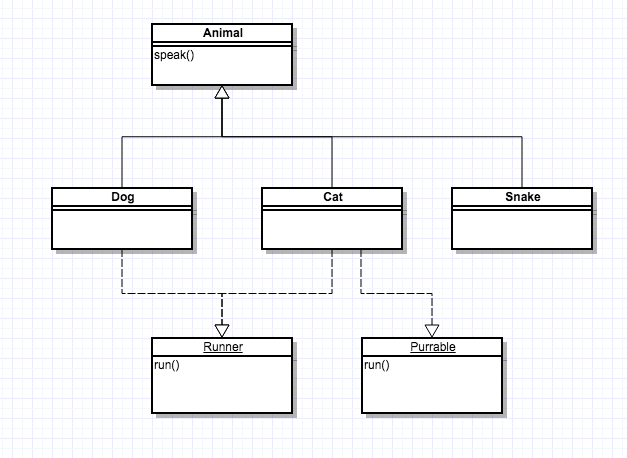 Animal
speak()
Dog
Cat
Snake
Runner
run()
Purrable
run()